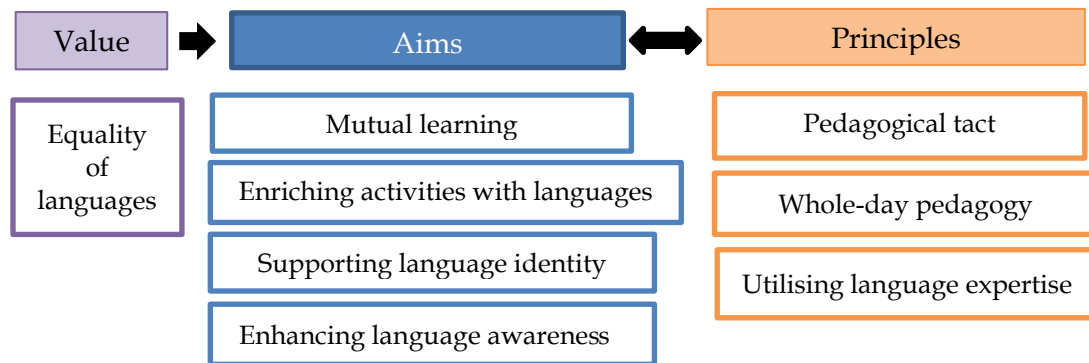 Value
Aims
Principles
Equality
of
languages
Mutual learning
Enriching activities with languages
Supporting language identity
Enhancing language awareness
Pedagogical tact
Whole-day pedagogy
Utilising language expertise